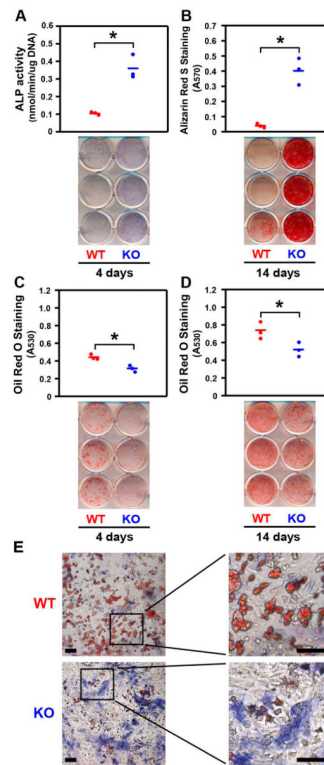 A
ALP activity
(nmol/min/ug DNA)
0.6
0.5
0.4
0.3
0.2
0.1
0
*
WT KO
4 days
B
Alizarin Red S Staining
(A570)
0.7
0.6
0.5
0.4
0.3
0.2
0.1
0
*
WT KO
14 days
C
Oil Red O Staining
(A530)
1.2
1.0
0.8
0.6
0.4
0.2
0
*
WT KO
4 days
D
Oil Red O Staining
(A530)
1.2
1.0
0.8
0.6
0.4
0.2
0
*
WT KO
14 days
E
WT
KO